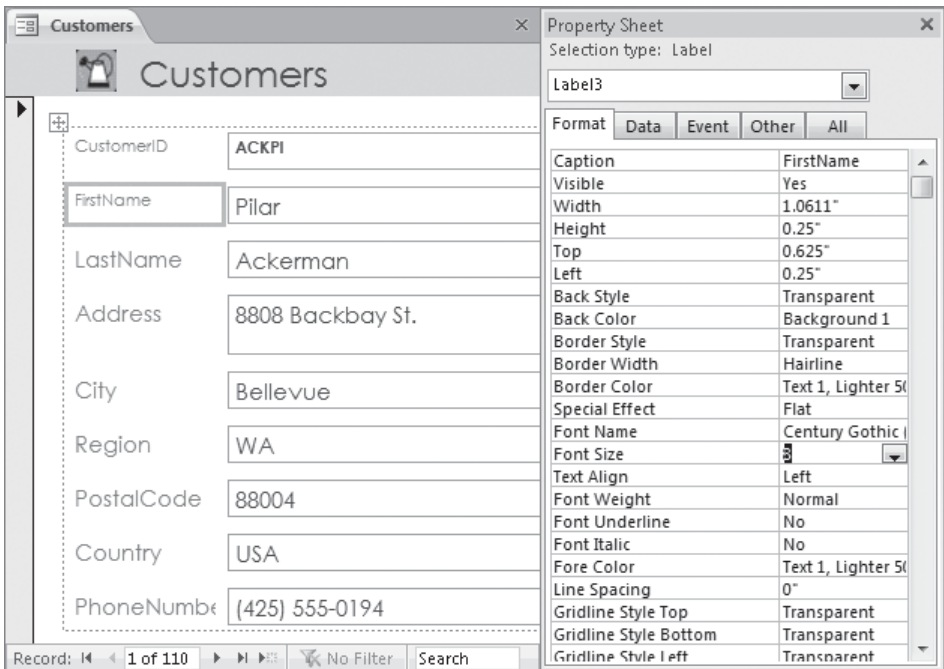 Customers
Customers
CustomerID ACKPI
FirstName Pilar
LastName Ackerman
Address 8808 Backbay St.
City Bellevue
Region WA
PostalCode 88004
Country USA
PhoneNumbe (425) 555-0194
Record: 1 of 110 No Filter Search
Property Sheet
Selection type: Label
Label3
Format Data Event Other All
Caption FirstName
Visible Yes
Width 1.0611"
Height 0.25"
Top 0.625"
Left 0.25"
Back Style Transparent
Back Color Background 1
Border Style Transparent
Border Width Hairline
Border Color Text 1, Lighter 50
Special Effect Flat
Font Name Century Gothic (
Font Size 8
Text Align Left
Font Weight Normal
Font Underline No
Font Italic No
Fore Color Text 1, Lighter 50
Line Spacing 0"
Gridline Style Top Transparent
Gridline Style Bottom Transparent
Gridline Style Left Transparent